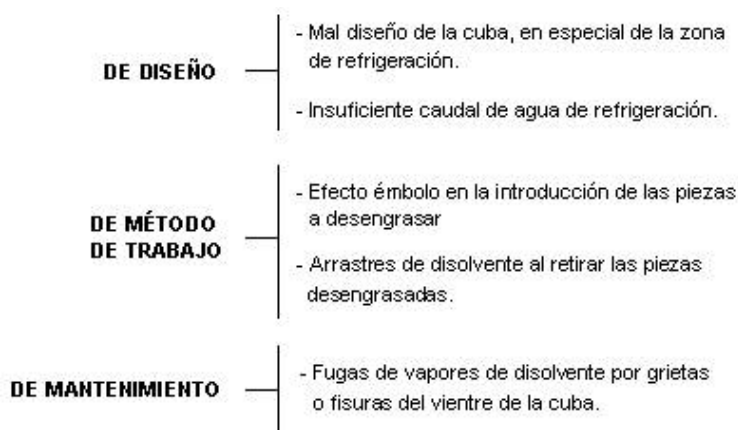 DE DISEÑO
- Mal diseño de la cuba, en especial de la zona
de refrigeración.
- Insuficiente caudal de agua de refrigeración.
DE MÉTODO
DE TRABAJO
- Efecto émbolo en la introducción de las piezas
a desengrasar
- Arrastres de disolvente al retirar las piezas
desengrasadas.
DE MANTENIMIENTO
- Fugas de vapores de disolvente por grietas
o fisuras del vientre de la cuba.